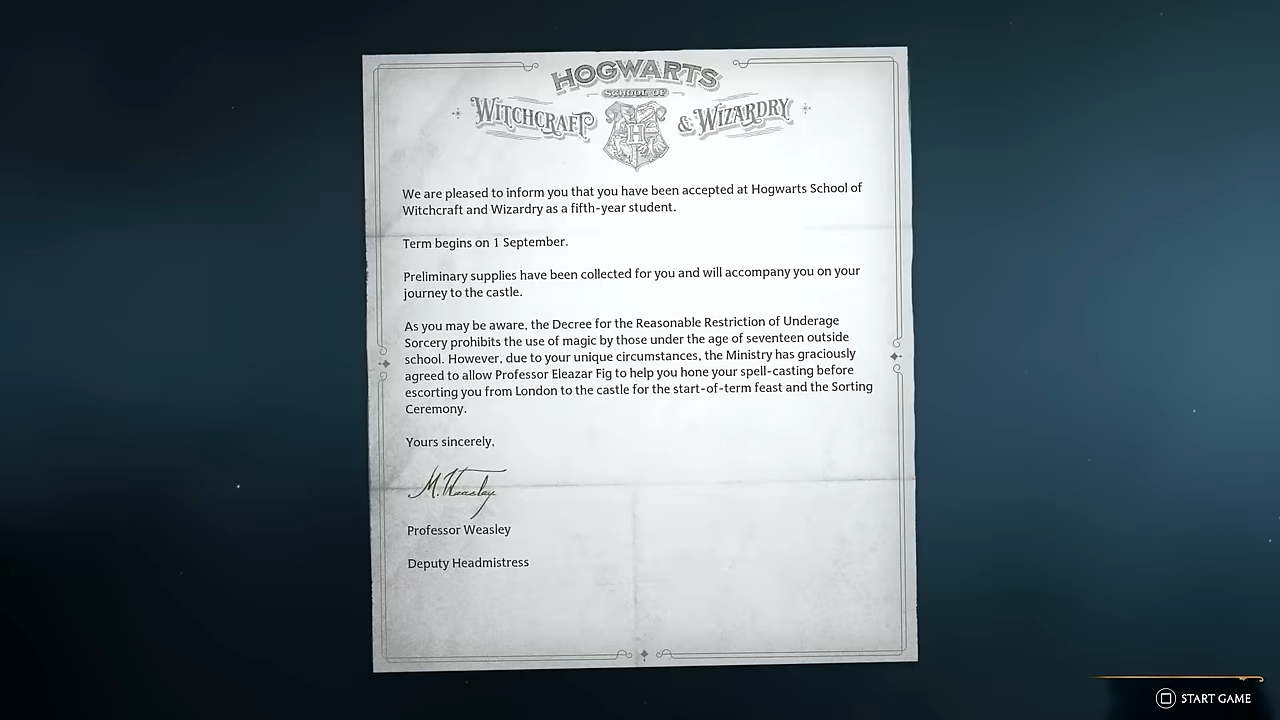 HOGWARTS
SCHOOL OF
WITCHCRAFT & WIZARDRY
H
We are pleased to inform you that you have been accepted at Hogwarts School of
Witchcraft and Wizardry as a fifth-year student.
Term begins on 1 September.
Preliminary supplies have been collected for you and will accompany you on your
journey to the castle.
As you may be aware, the Decree for the Reasonable Restriction of Underage
Sorcery prohibits the use of magic by those under the age of seventeen outside
school. However, due to your unique circumstances, the Ministry has graciously
agreed to allow Professor Eleazar Fig to help you hone your spell-casting before
escorting you from London to the castle for the start-of-term feast and the Sorting
Ceremony.
Yours sincerely,
M. Weasley
Professor Weasley
Deputy Headmistress
START GAME